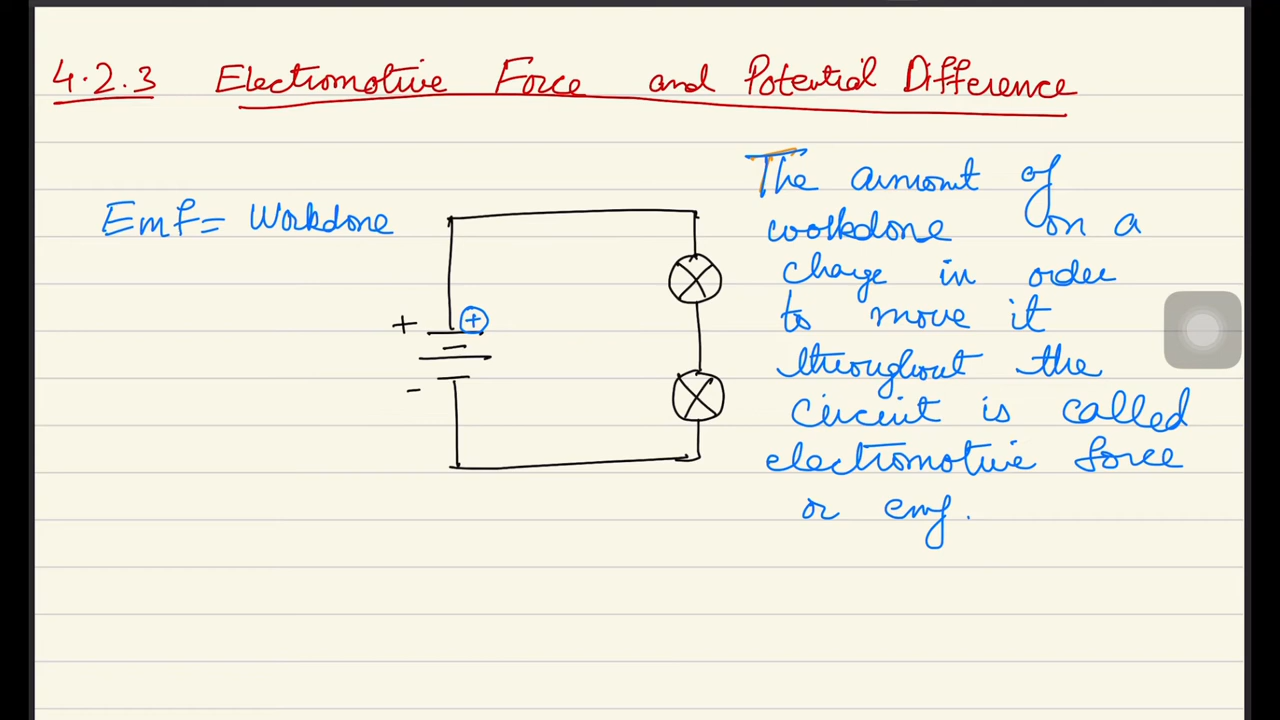 4.2.3 Electromotive Force and Potential Difference
Emf = Workdone
+
+
-
The amount of
workdone on a
charge in order
to move it
throughout the
circuit is called
electromotive force
or emf.